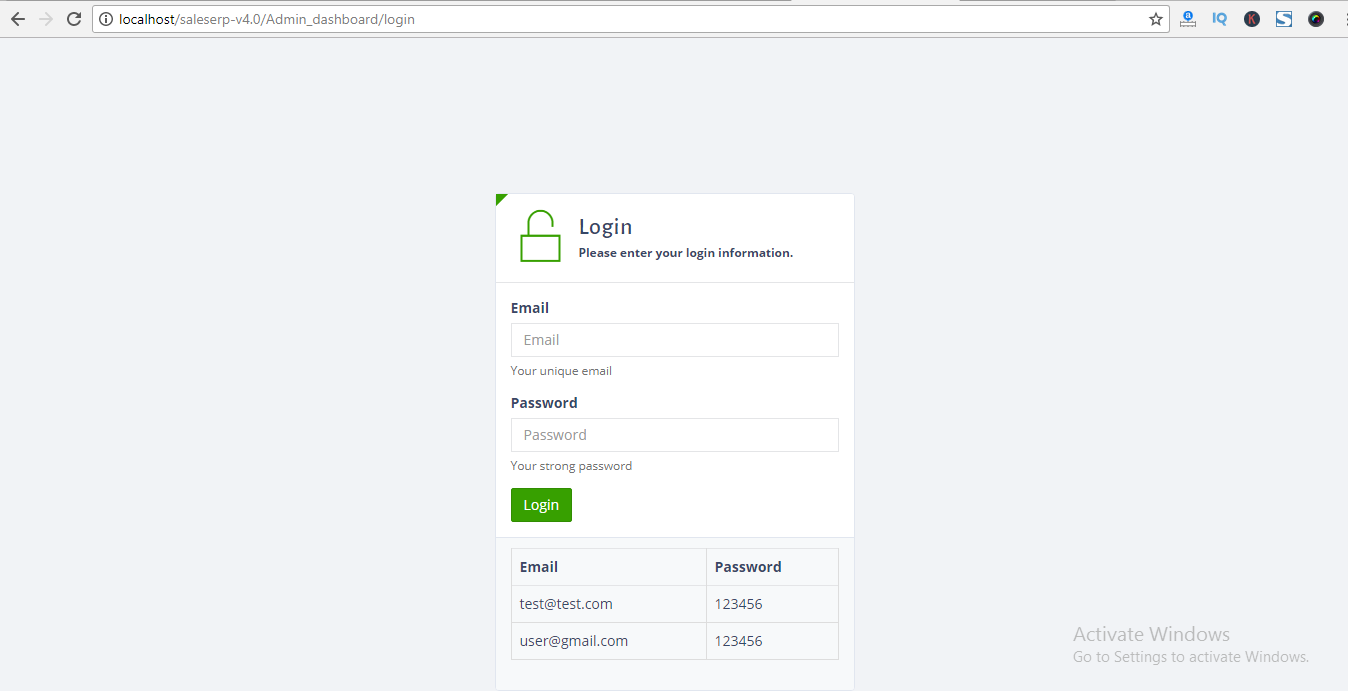 localhost/saleserp-v4.0/Admin_dashboard/login
IQ
K
S
Login
Please enter your login information.
Email
Email
Your unique email
Password
Password
Your strong password
Login
Email Password
test@test.com 123456
user@gmail.com 123456
Activate Windows
Go to Settings to activate Windows.